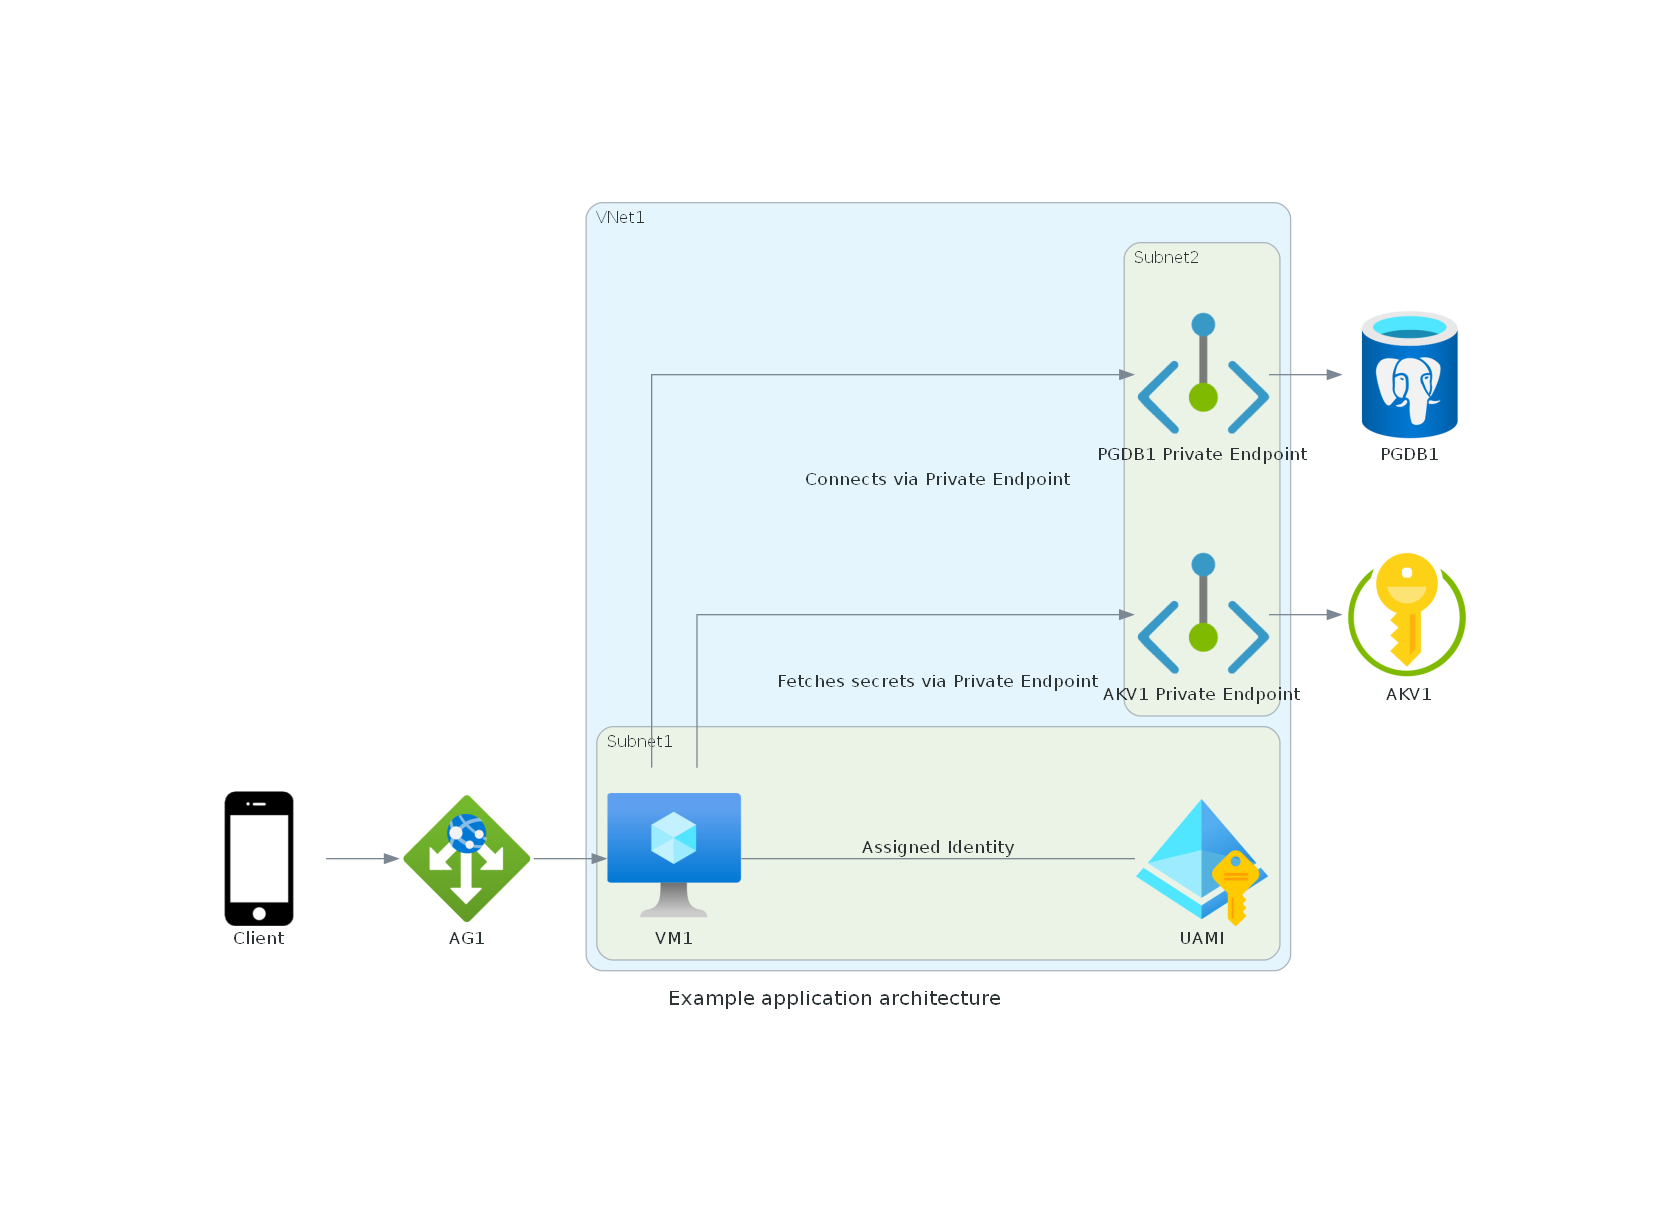 VNet1
Subnet2
PGDB1 Private Endpoint
PGDB1
Connects via Private Endpoint
Fetches secrets via Private Endpoint
AKV1 Private Endpoint
AKV1
Subnet1
Assigned Identity
Client
AG1
VM1
UAMI
Example application architecture